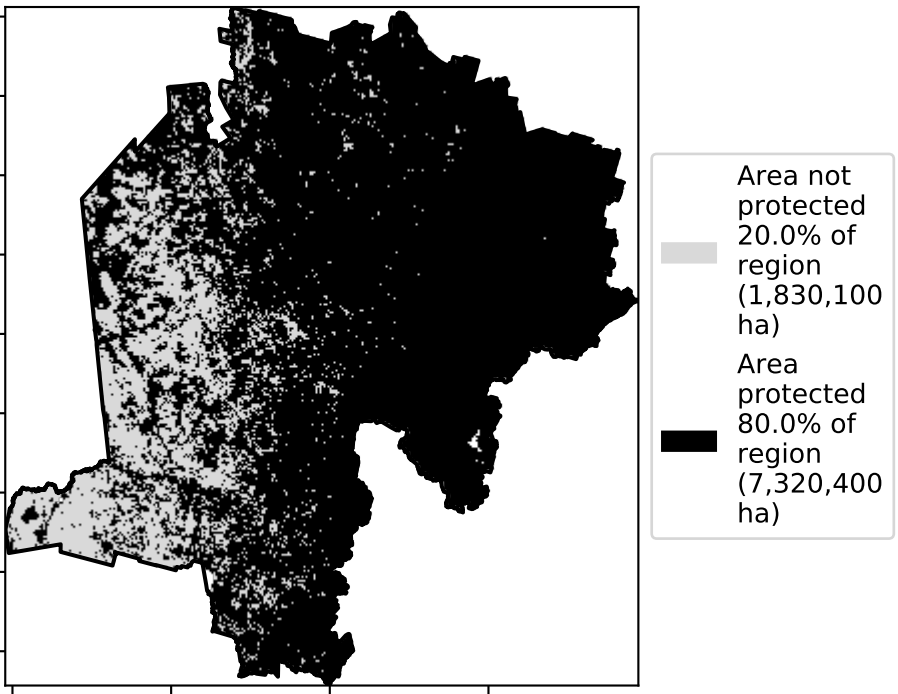 Area not
protected
20.0% of
region
(1,830,100
ha)
Area
protected
80.0% of
region
(7,320,400
ha)